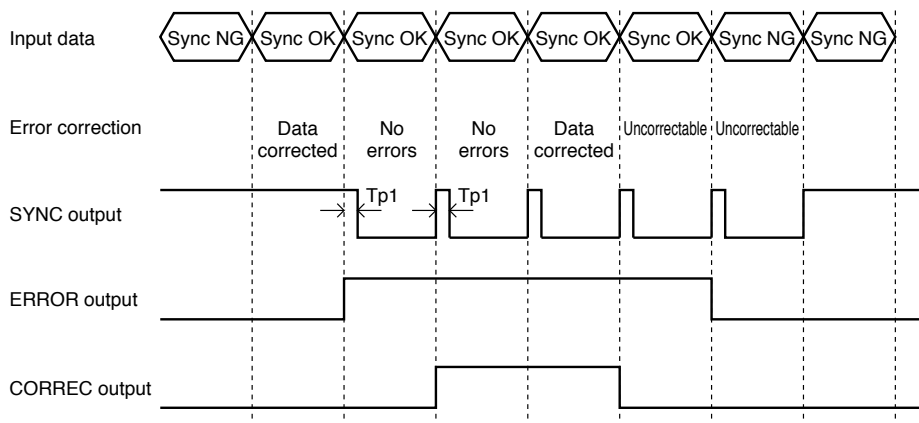 Input data Sync NG Sync OK Sync OK Sync OK Sync OK Sync OK Sync NG Sync NG
Error correction Data corrected No errors No errors Data corrected Uncorrectable Uncorrectable
Tp1 Tp1
SYNC output
ERROR output
CORREC output